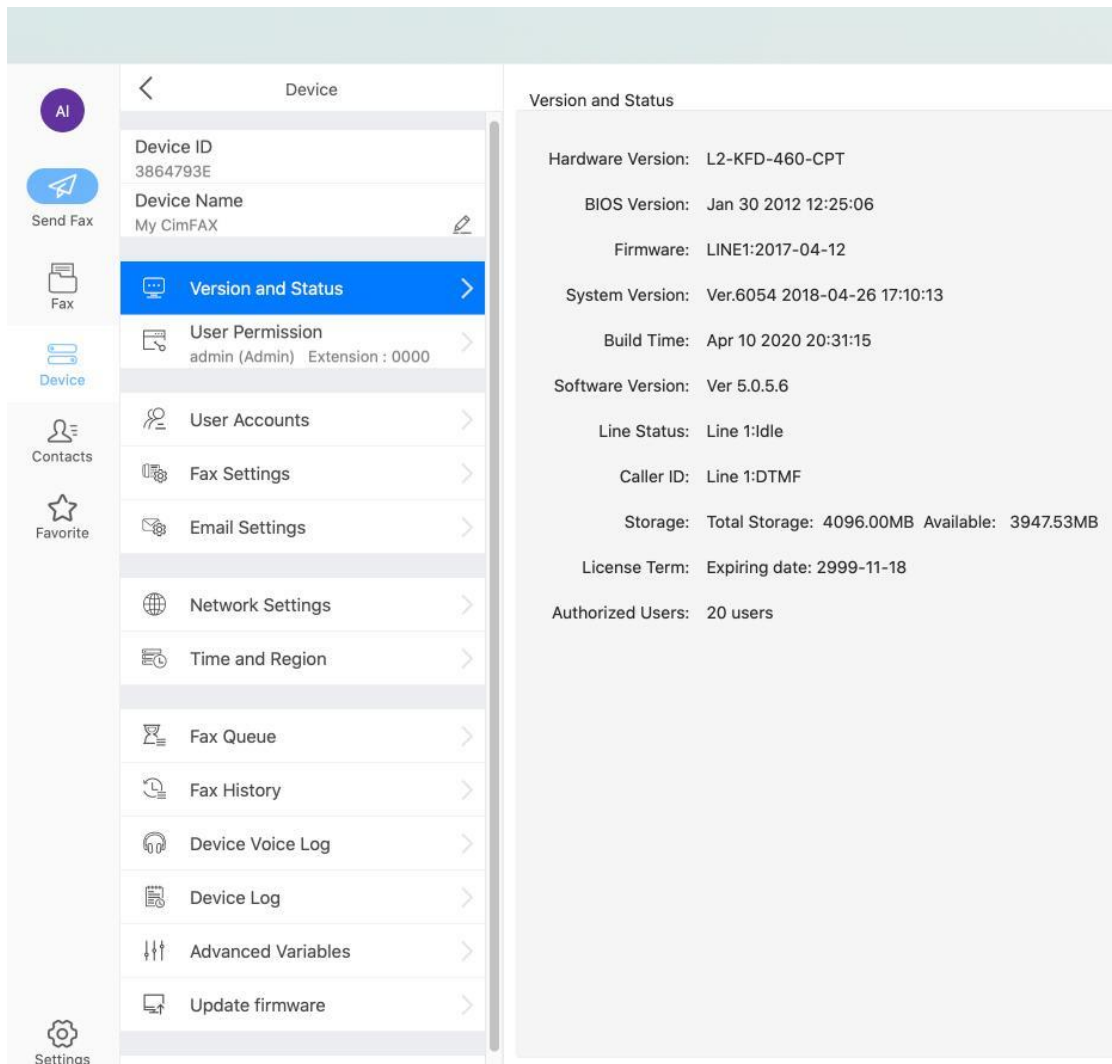 AI
Send Fax
Fax
Device
Contacts
Favorite
Settings
Device
Device ID
3864793E
Device Name
My CimFAX
Version and Status
User Permission
admin (Admin) Extension : 0000
User Accounts
Fax Settings
Email Settings
Network Settings
Time and Region
Fax Queue
Fax History
Device Voice Log
Device Log
Advanced Variables
Update firmware
Version and Status
Hardware Version: L2-KFD-460-CPT
BIOS Version: Jan 30 2012 12:25:06
Firmware: LINE1:2017-04-12
System Version: Ver.6054 2018-04-26 17:10:13
Build Time: Apr 10 2020 20:31:15
Software Version: Ver 5.0.5.6
Line Status: Line 1:Idle
Caller ID: Line 1:DTMF
Storage: Total Storage: 4096.00MB Available: 3947.53MB
License Term: Expiring date: 2999-11-18
Authorized Users: 20 users